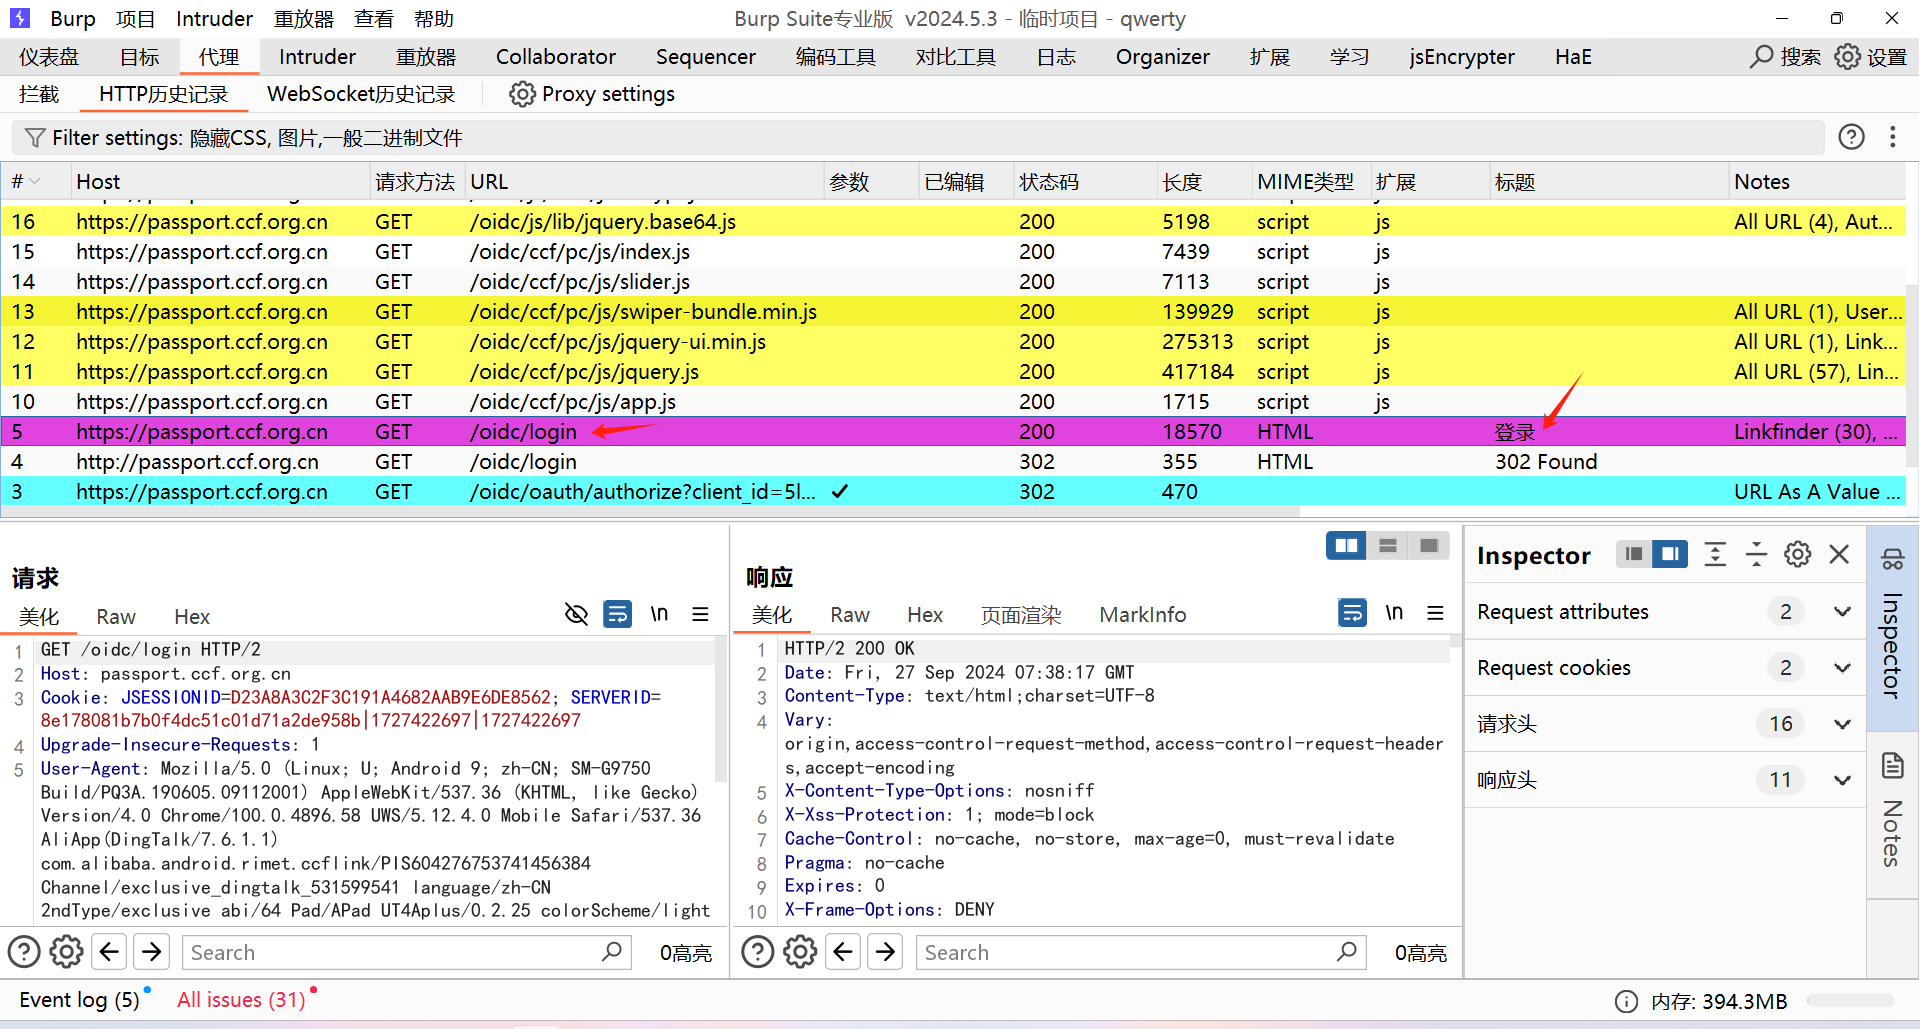 Burp 项目 Intruder 重放器 查看 帮助 Burp Suite专业版 v2024.5.3 - 临时项目 - qwerty
仪表盘 目标 代理 Intruder 重放器 Collaborator Sequencer 编码工具 对比工具 日志 Organizer 扩展 学习 jsEncrypter HaE 搜索 设置
拦截 HTTP历史记录 WebSocket历史记录 Proxy settings
Filter settings: 隐藏CSS, 图片,一般二进制文件
# Host 请求方法 URL 参数 已编辑 状态码 长度 MIME类型 扩展 标题 Notes
16 https://passport.ccf.org.cn GET /oidc/js/lib/jquery.base64.js 200 5198 script js All URL (4), Aut...
15 https://passport.ccf.org.cn GET /oidc/ccf/pc/js/index.js 200 7439 script js
14 https://passport.ccf.org.cn GET /oidc/ccf/pc/js/slider.js 200 7113 script js
13 https://passport.ccf.org.cn GET /oidc/ccf/pc/js/swiper-bundle.min.js 200 139929 script js All URL (1), User...
12 https://passport.ccf.org.cn GET /oidc/ccf/pc/js/jquery-ui.min.js 200 275313 script js All URL (1), Link...
11 https://passport.ccf.org.cn GET /oidc/ccf/pc/js/jquery.js 200 417184 script js All URL (57), Lin...
10 https://passport.ccf.org.cn GET /oidc/ccf/pc/js/app.js 200 1715 script js
5 https://passport.ccf.org.cn GET /oidc/login 200 18570 HTML 登录 Linkfinder (30), ...
4 http://passport.ccf.org.cn GET /oidc/login 302 355 HTML 302 Found
3 https://passport.ccf.org.cn GET /oidc/oauth/authorize?client_id=5l... ✓ 302 470 URL As A Value ...
请求
美化 Raw Hex \n
1 GET /oidc/login HTTP/2
2 Host: passport.ccf.org.cn
3 Cookie: JSESSIONID=D23A8A3C2F3C191A4682AAB9E6DE8562; SERVERID=
8e178081b7b0f4dc51c01d71a2de958b|1727422697|1727422697
4 Upgrade-Insecure-Requests: 1
5 User-Agent: Mozilla/5.0 (Linux; U; Android 9; zh-CN; SM-G9750
Build/PQ3A.190605.09112001) AppleWebKit/537.36 (KHTML, like Gecko)
Version/4.0 Chrome/100.0.4896.58 UWS/5.12.4.0 Mobile Safari/537.36
AliApp(DingTalk/7.6.1.1)
com.alibaba.android.rimet.ccflink/PIS604276753741456384
Channel/exclusive_dingtalk_531599541 language/zh-CN
2ndType/exclusive abi/64 Pad/APad UT4Aplus/0.2.25 colorScheme/light
Search 0高亮
响应
美化 Raw Hex 页面渲染 MarkInfo \n
1 HTTP/2 200 OK
2 Date: Fri, 27 Sep 2024 07:38:17 GMT
3 Content-Type: text/html;charset=UTF-8
4 Vary:
origin,access-control-request-method,access-control-request-header
s,accept-encoding
5 X-Content-Type-Options: nosniff
6 X-Xss-Protection: 1; mode=block
7 Cache-Control: no-cache, no-store, max-age=0, must-revalidate
8 Pragma: no-cache
9 Expires: 0
10 X-Frame-Options: DENY
Search 0高亮
Inspector
Request attributes 2
Request cookies 2
请求头 16
响应头 11
Inspector
Notes
Event log (5) All issues (31) 内存: 394.3MB